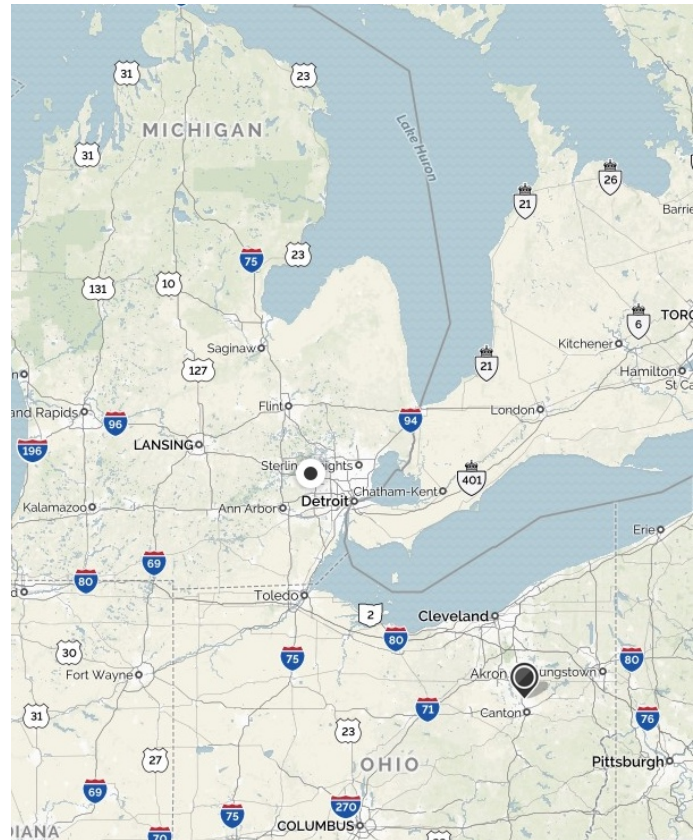 31
23
MICHIGAN
Lake Huron
26
31
21
Barrie
75
23
131
10
6
TORO
Kitchener
Saginaw
21
127
Hamilton
St Ca
and Rapids
Flint
London
96
94
LANSING
196
Sterling Heights
401
Chatham-Kent
Detroit
Kalamazoo
Ann Arbor
Erie
69
80
Toledo
2
Cleveland
80
30
75
80
Fort Wayne
Akron
ungstown
31
71
Canton
76
23
27
OHIO
Pittsburgh
69
270
75
70
COLUMBUS
DIANA